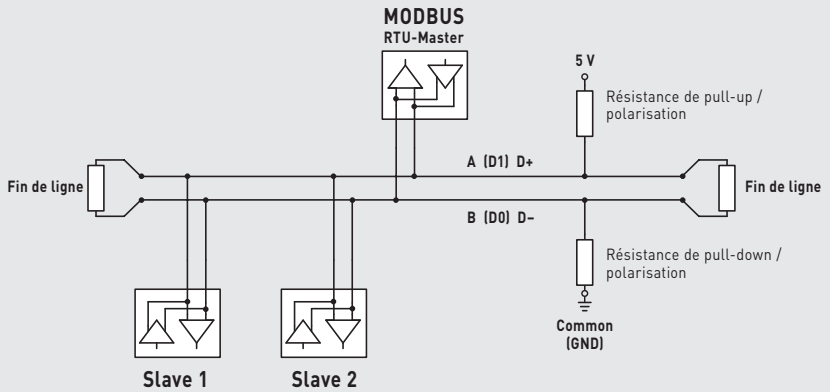 MODBUS
RTU-Master
5 V
Résistance de pull-up /
polarisation
A (D1) D+
Fin de ligne
Fin de ligne
B (D0) D−
Résistance de pull-down /
polarisation
Common
(GND)
Slave 1
Slave 2